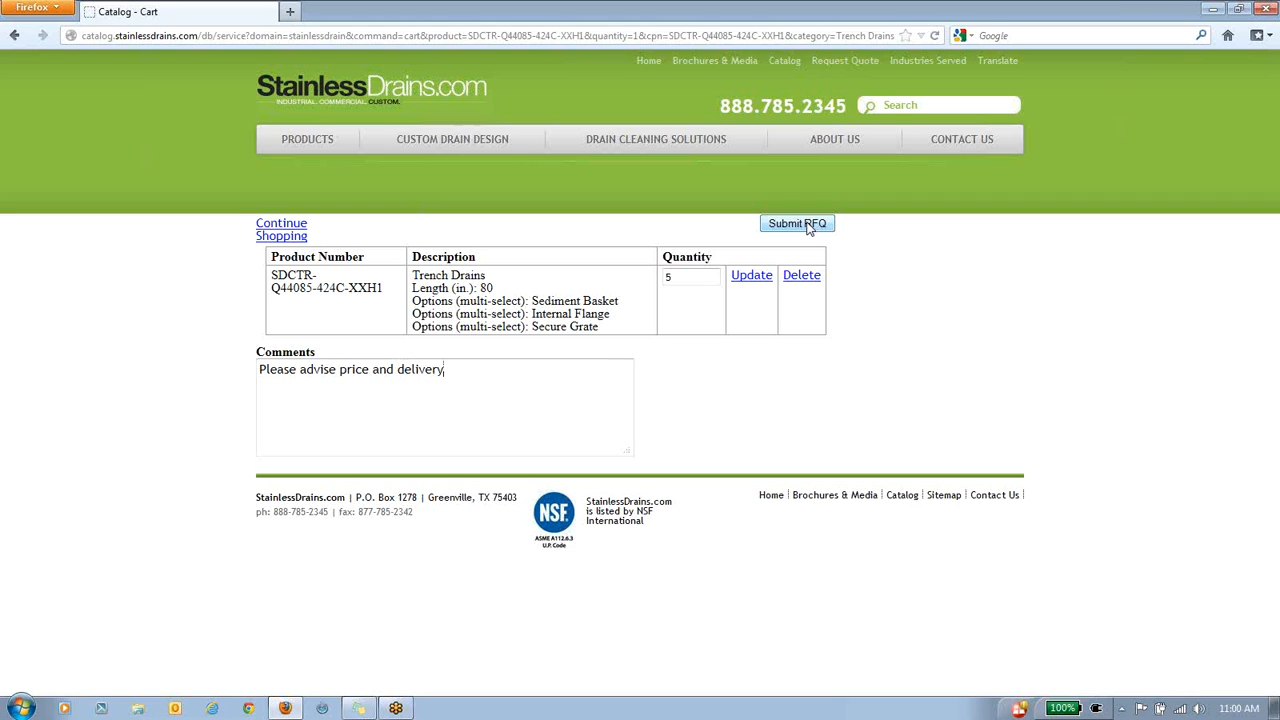 Firefox
Catalog - Cart
catalog.stainlessdrains.com/db/service?domain=stainlessdrains&command=cart&product=SDCTR-Q44085-424C-XXH1&quantity=1&cpn=SDCTR-Q44085-424C-XXH1&category=Trench Drains
Google
Home Brochures & Media Catalog Request Quote Industries Served Translate
StainlessDrains.com
INDUSTRIAL. COMMERCIAL. CUSTOM.
888.785.2345 Search
PRODUCTS CUSTOM DRAIN DESIGN DRAIN CLEANING SOLUTIONS ABOUT US CONTACT US
Continue
Shopping
Submit RFQ
Product Number Description Quantity
SDCTR-
Q44085-424C-XXH1
Trench Drains
Length (in.): 80
Options (multi-select): Sediment Basket
Options (multi-select): Internal Flange
Options (multi-select): Secure Grate
5
Update
Delete
Comments
Please advise price and delivery
StainlessDrains.com | P.O. Box 1278 | Greenville, TX 75403
ph: 888-785-2345 | fax: 877-785-2342
NSF.
ASME A112.6.3
U.P. Code
StainlessDrains.com
is listed by NSF
International
Home Brochures & Media Catalog Sitemap Contact Us
100%
11:00 AM